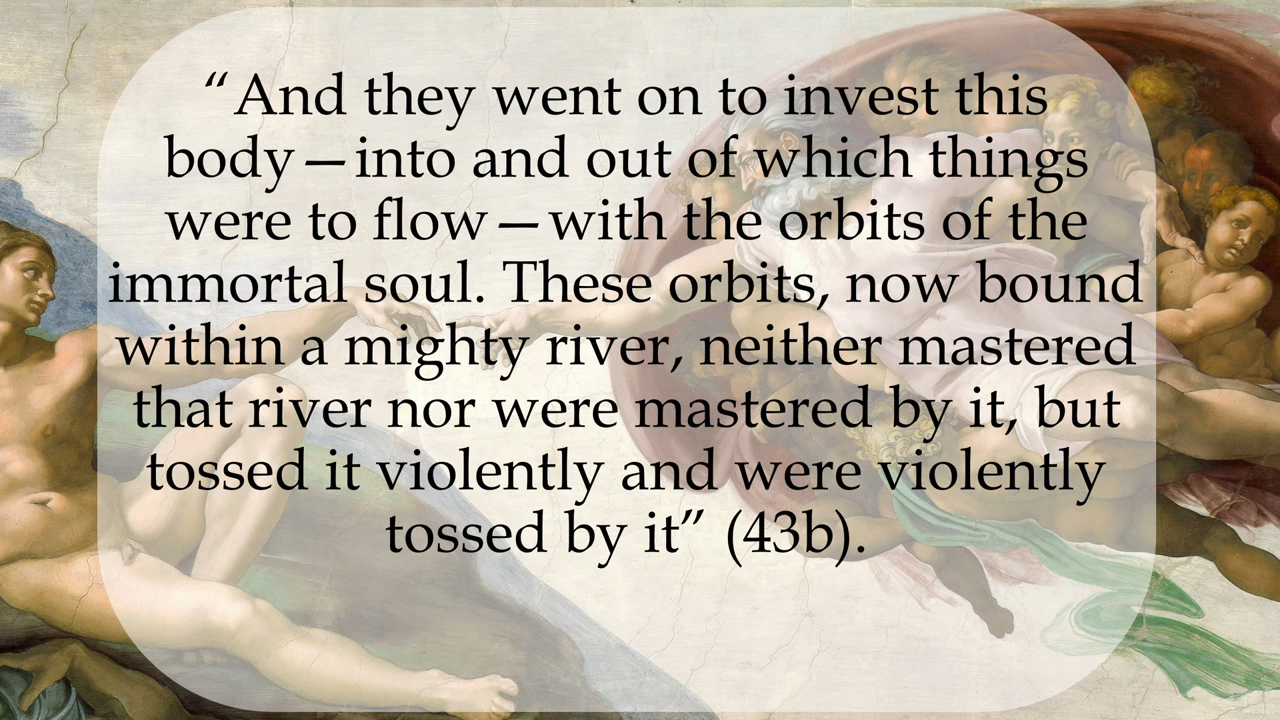 “And they went on to invest this
body—into and out of which things
were to flow—with the orbits of the
immortal soul. These orbits, now bound
within a mighty river, neither mastered
that river nor were mastered by it, but
tossed it violently and were violently
tossed by it” (43b).